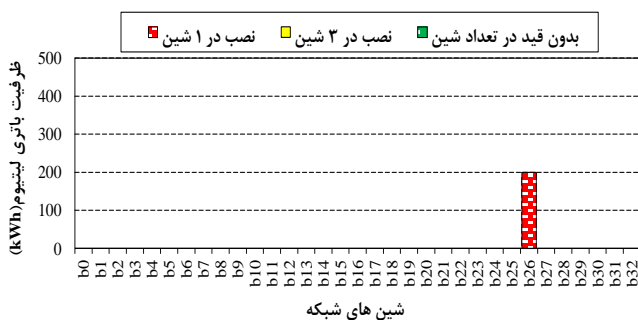 نصب در ۱ شین نصب در ۳ شین بدون قید در تعداد شین
ظرفیت باتری لیتیوم(kWh)
500
400
300
200
100
0
b0 b1 b2 b3 b4 b5 b6 b7 b8 b9 b10 b11 b12 b13 b14 b15 b16 b17 b18 b19 b20 b21 b22 b23 b24 b25 b26 b27 b28 b29 b30 b31 b32
شین های شبکه